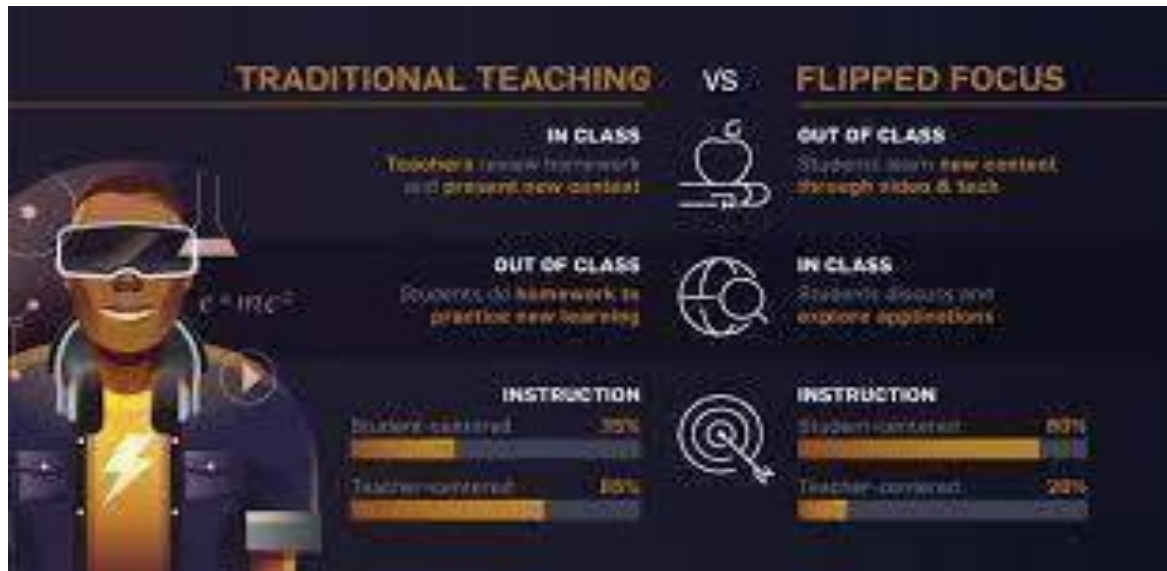 TRADITIONAL TEACHING VS FLIPPED FOCUS
IN CLASS
Teachers review homework
and present new content
OUT OF CLASS
Students learn new content
through video & tech
OUT OF CLASS
Students do homework to
practice new learning
IN CLASS
Students discuss and
explore applications
e = mc²
INSTRUCTION
Student-centered 35%
Teacher-centered
INSTRUCTION
Student-centered 80%
Teacher-centered 20%